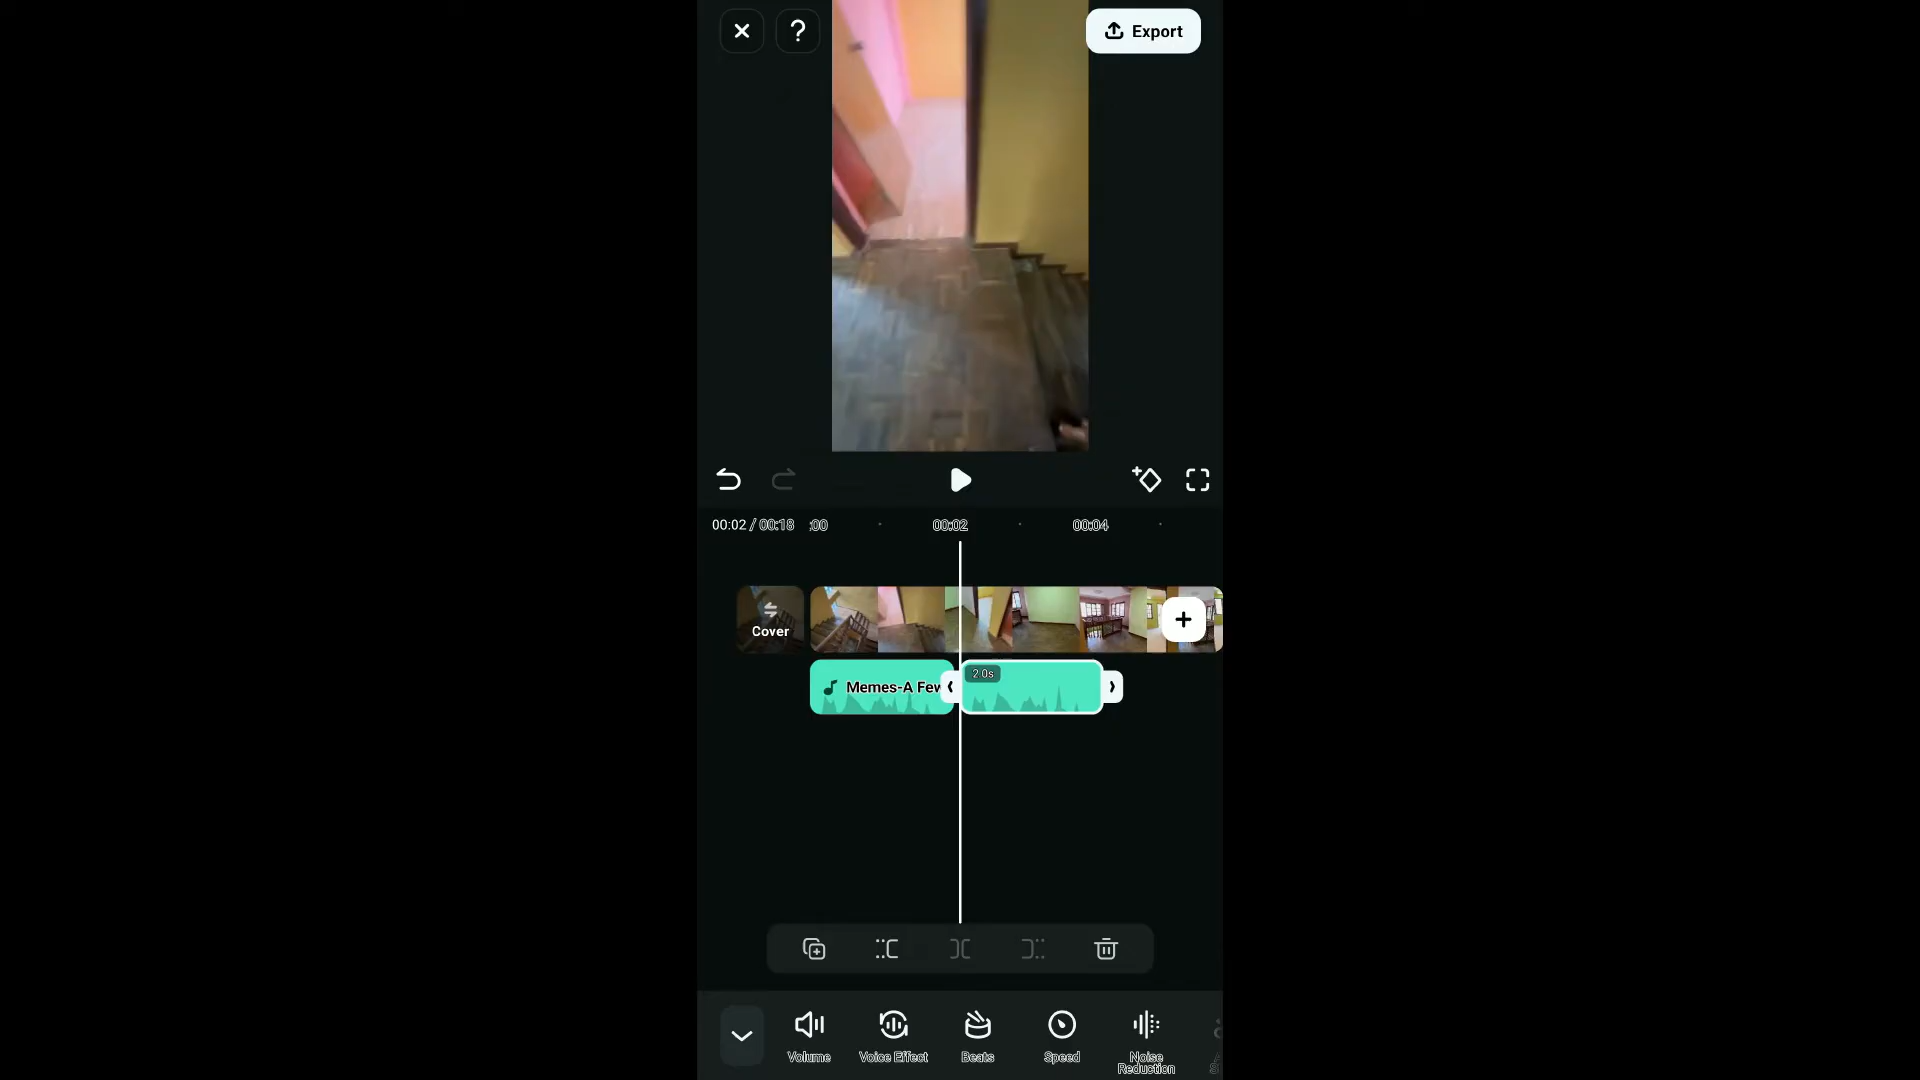 Export
00:02 / 00:18
:00
00:02
00:04
Cover
Memes-A Few
2.0s
Volume
Voice Effect
Beats
Speed
Noise
Reduction